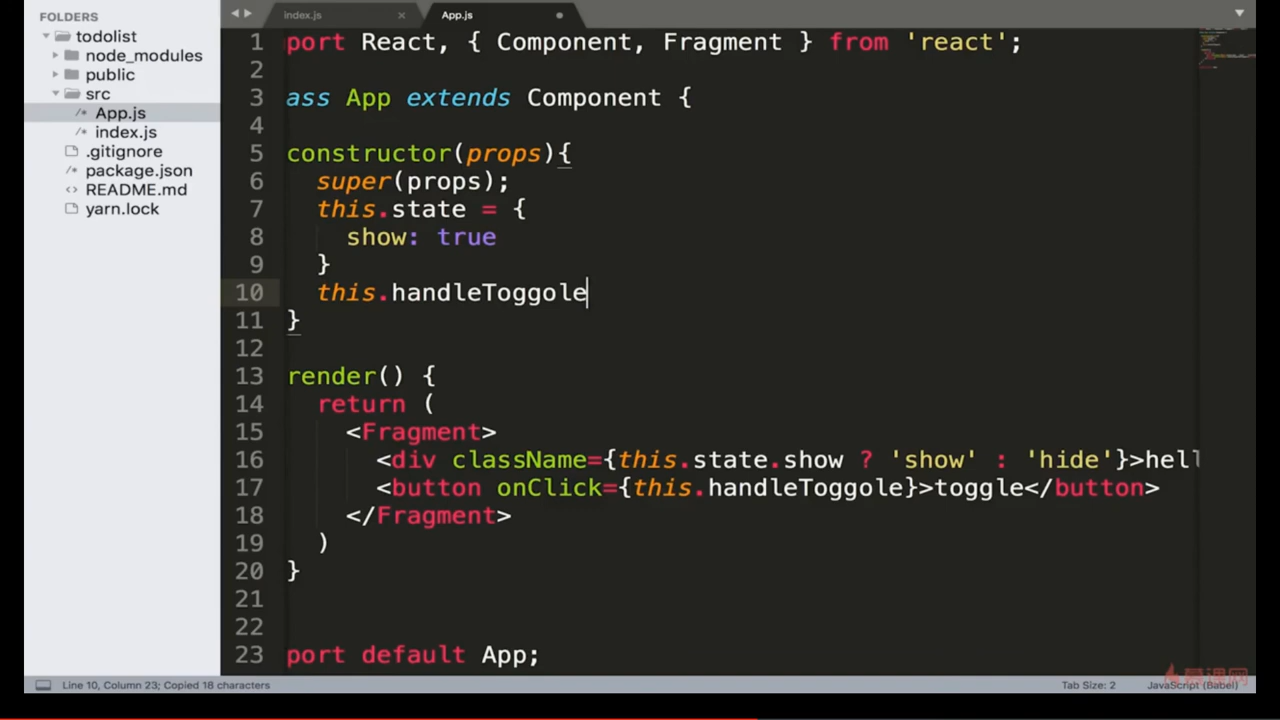 FOLDERS
todolist
node_modules
public
src
App.js
index.js
.gitignore
package.json
README.md
yarn.lock
index.js
App.js
1 port React, { Component, Fragment } from 'react';
2
3 ass App extends Component {
4
5 constructor(props){
6 super(props);
7 this.state = {
8 show: true
9 }
10 this.handleToggole
11 }
12
13 render() {
14 return (
15 <Fragment>
16 <div className={this.state.show ? 'show' : 'hide'}>hell
17 <button onClick={this.handleToggole}>toggle</button>
18 </Fragment>
19 )
20 }
21
22
23 port default App;
Line 10, Column 23; Copied 18 characters
Tab Size: 2
JavaScript (Babel)
慕课网